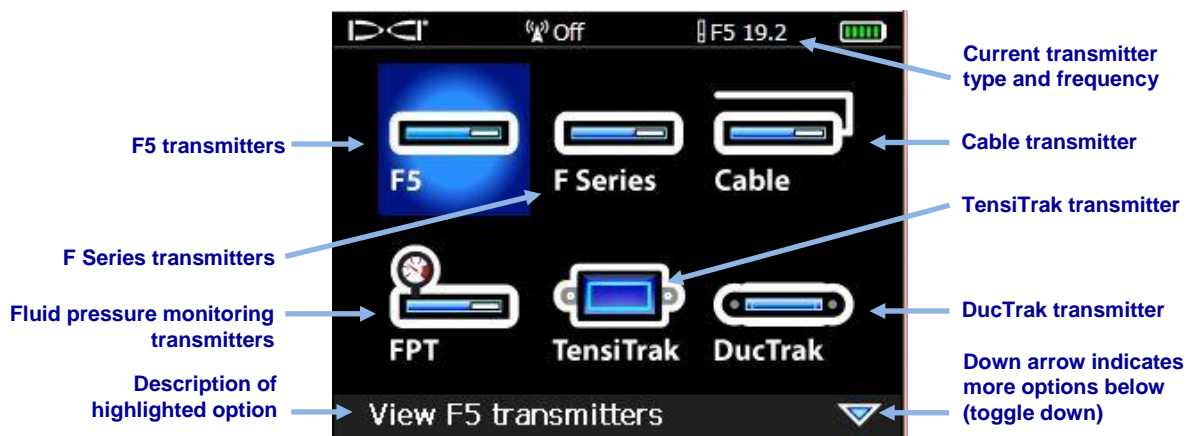 Off
F5 19.2
Current transmitter
type and frequency
F5 transmitters
Cable transmitter
F5
F Series
Cable
TensiTrak transmitter
F Series transmitters
Fluid pressure monitoring
transmitters
DucTrak transmitter
FPT
TensiTrak
DucTrak
Description of
highlighted option
Down arrow indicates
more options below
(toggle down)
View F5 transmitters